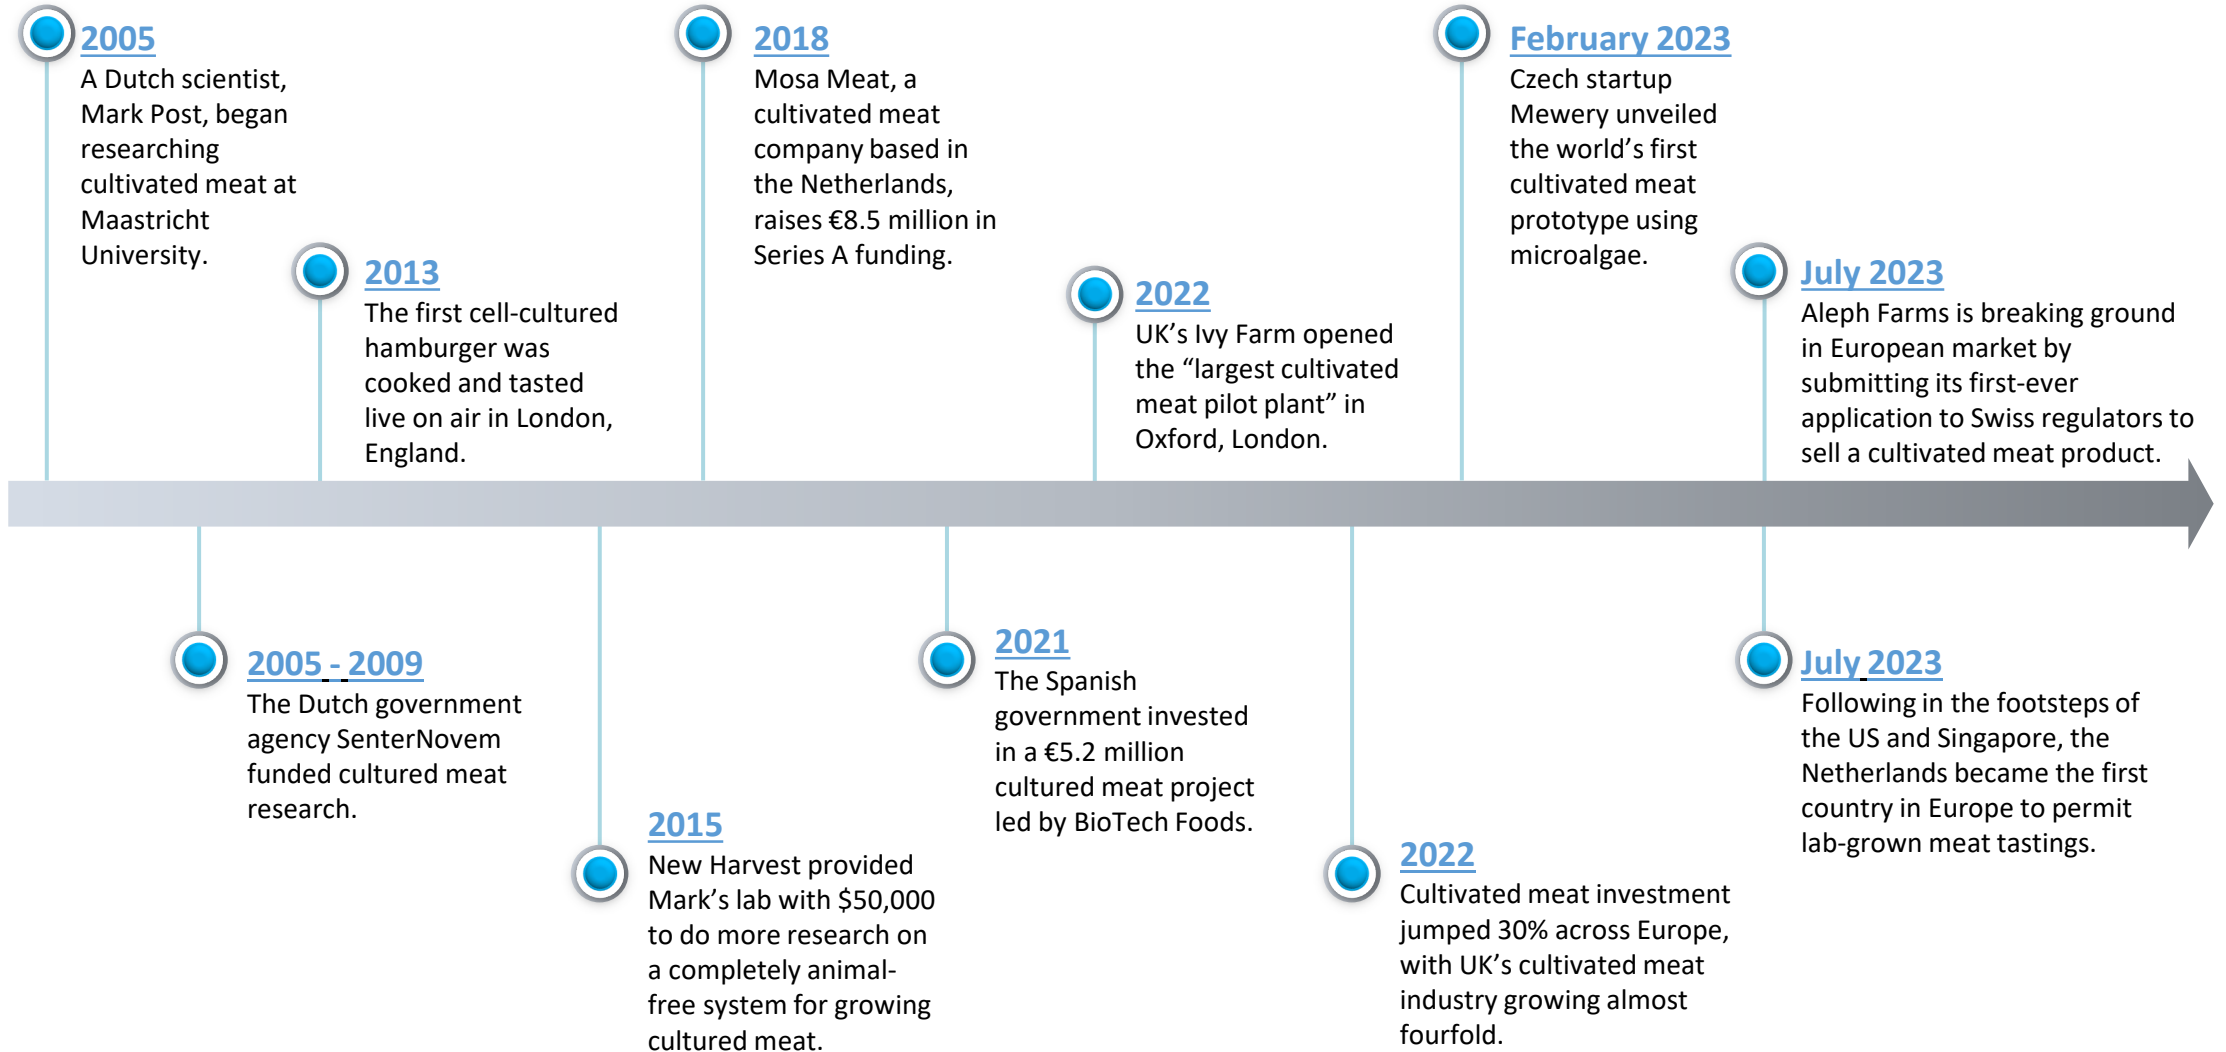 2005
A Dutch scientist,
Mark Post, began
researching
cultivated meat at
Maastricht
University.
2013
The first cell-cultured
hamburger was
cooked and tasted
live on air in London,
England.
2018
Mosa Meat, a
cultivated meat
company based in
the Netherlands,
raises €8.5 million in
Series A funding.
2022
UK’s Ivy Farm opened
the “largest cultivated
meat pilot plant” in
Oxford, London.
February 2023
Czech startup
Mewery unveiled
the world’s first
cultivated meat
prototype using
microalgae.
July 2023
Aleph Farms is breaking ground
in European market by
submitting its first-ever
application to Swiss regulators to
sell a cultivated meat product.
2005 - 2009
The Dutch government
agency SenterNovem
funded cultured meat
research.
2015
New Harvest provided
Mark’s lab with $50,000
to do more research on
a completely animal-
free system for growing
cultured meat.
2021
The Spanish
government invested
in a €5.2 million
cultured meat project
led by BioTech Foods.
2022
Cultivated meat investment
jumped 30% across Europe,
with UK’s cultivated meat
industry growing almost
fourfold.
July 2023
Following in the footsteps of
the US and Singapore, the
Netherlands became the first
country in Europe to permit
lab-grown meat tastings.